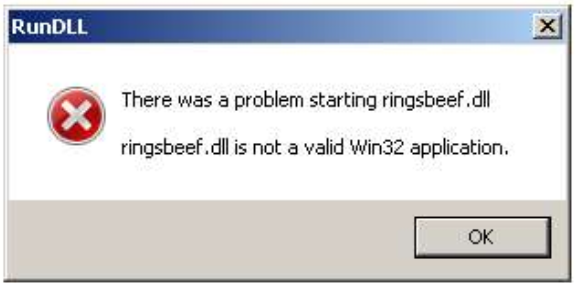 RunDLL
There was a problem starting ringsbeef.dll
ringsbeef.dll is not a valid Win32 application.
OK